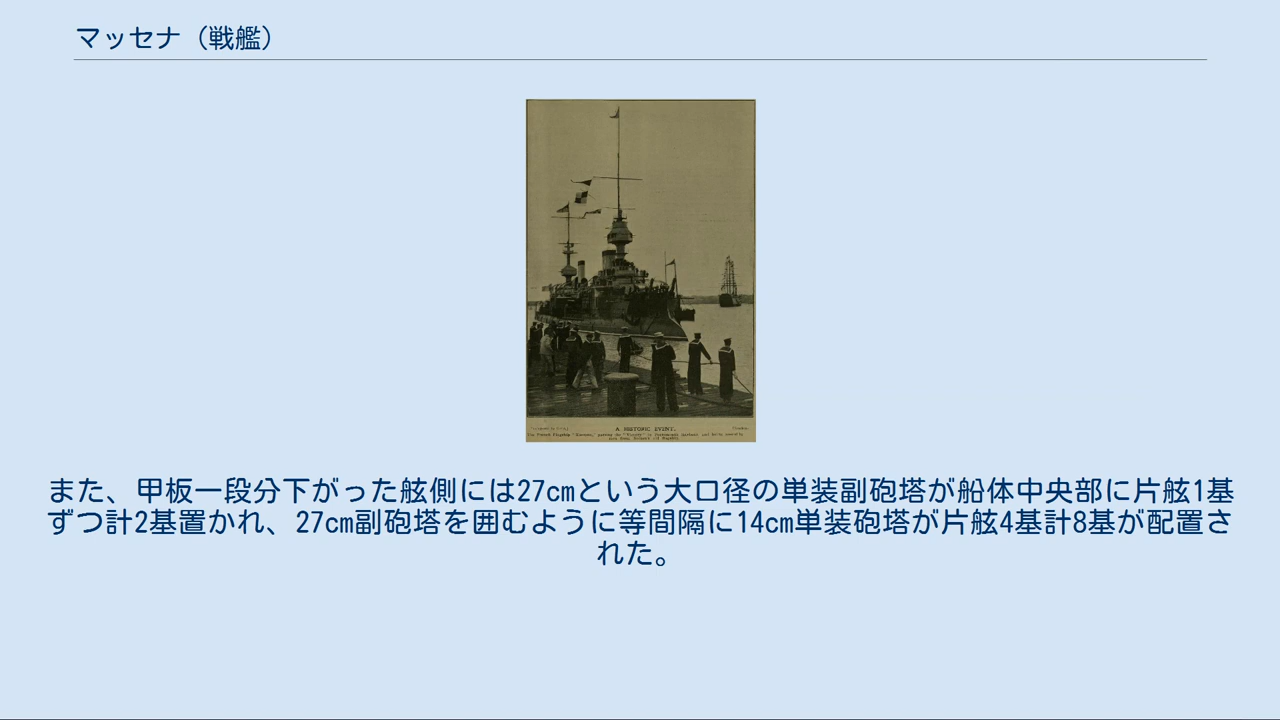 マッセナ（戦艦）
A HISTORIC EVENT.
また、甲板一段分下がった舷側には27cmという大口径の単装副砲塔が船体中央部に片舷1基
ずつ計2基置かれ、27cm副砲塔を囲むように等間隔に14cm単装砲塔が片舷4基計8基が配置さ
れた。